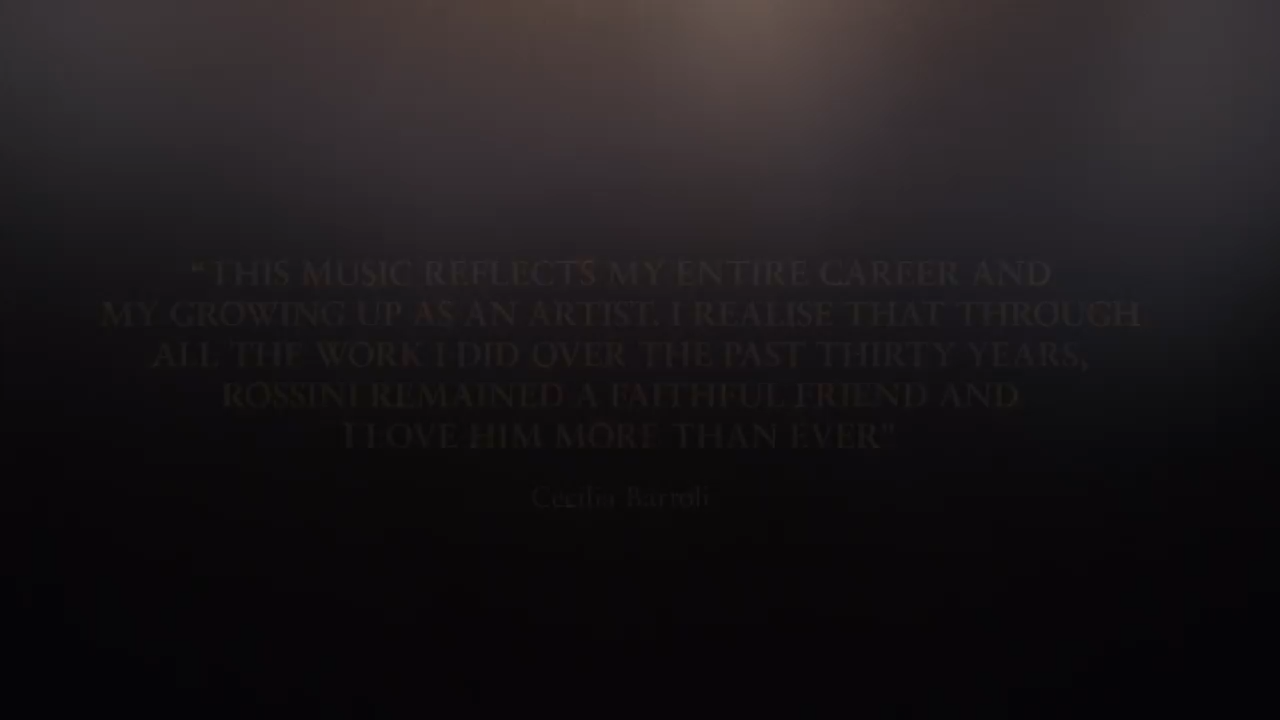 “THIS MUSIC REFLECTS MY ENTIRE CAREER AND
MY GROWING UP AS AN ARTIST. I REALISE THAT THROUGH
ALL THE WORK I DID OVER THE PAST THIRTY YEARS,
ROSSINI REMAINED A FAITHFUL FRIEND AND
I LOVE HIM MORE THAN EVER”
Cecilia Bartoli